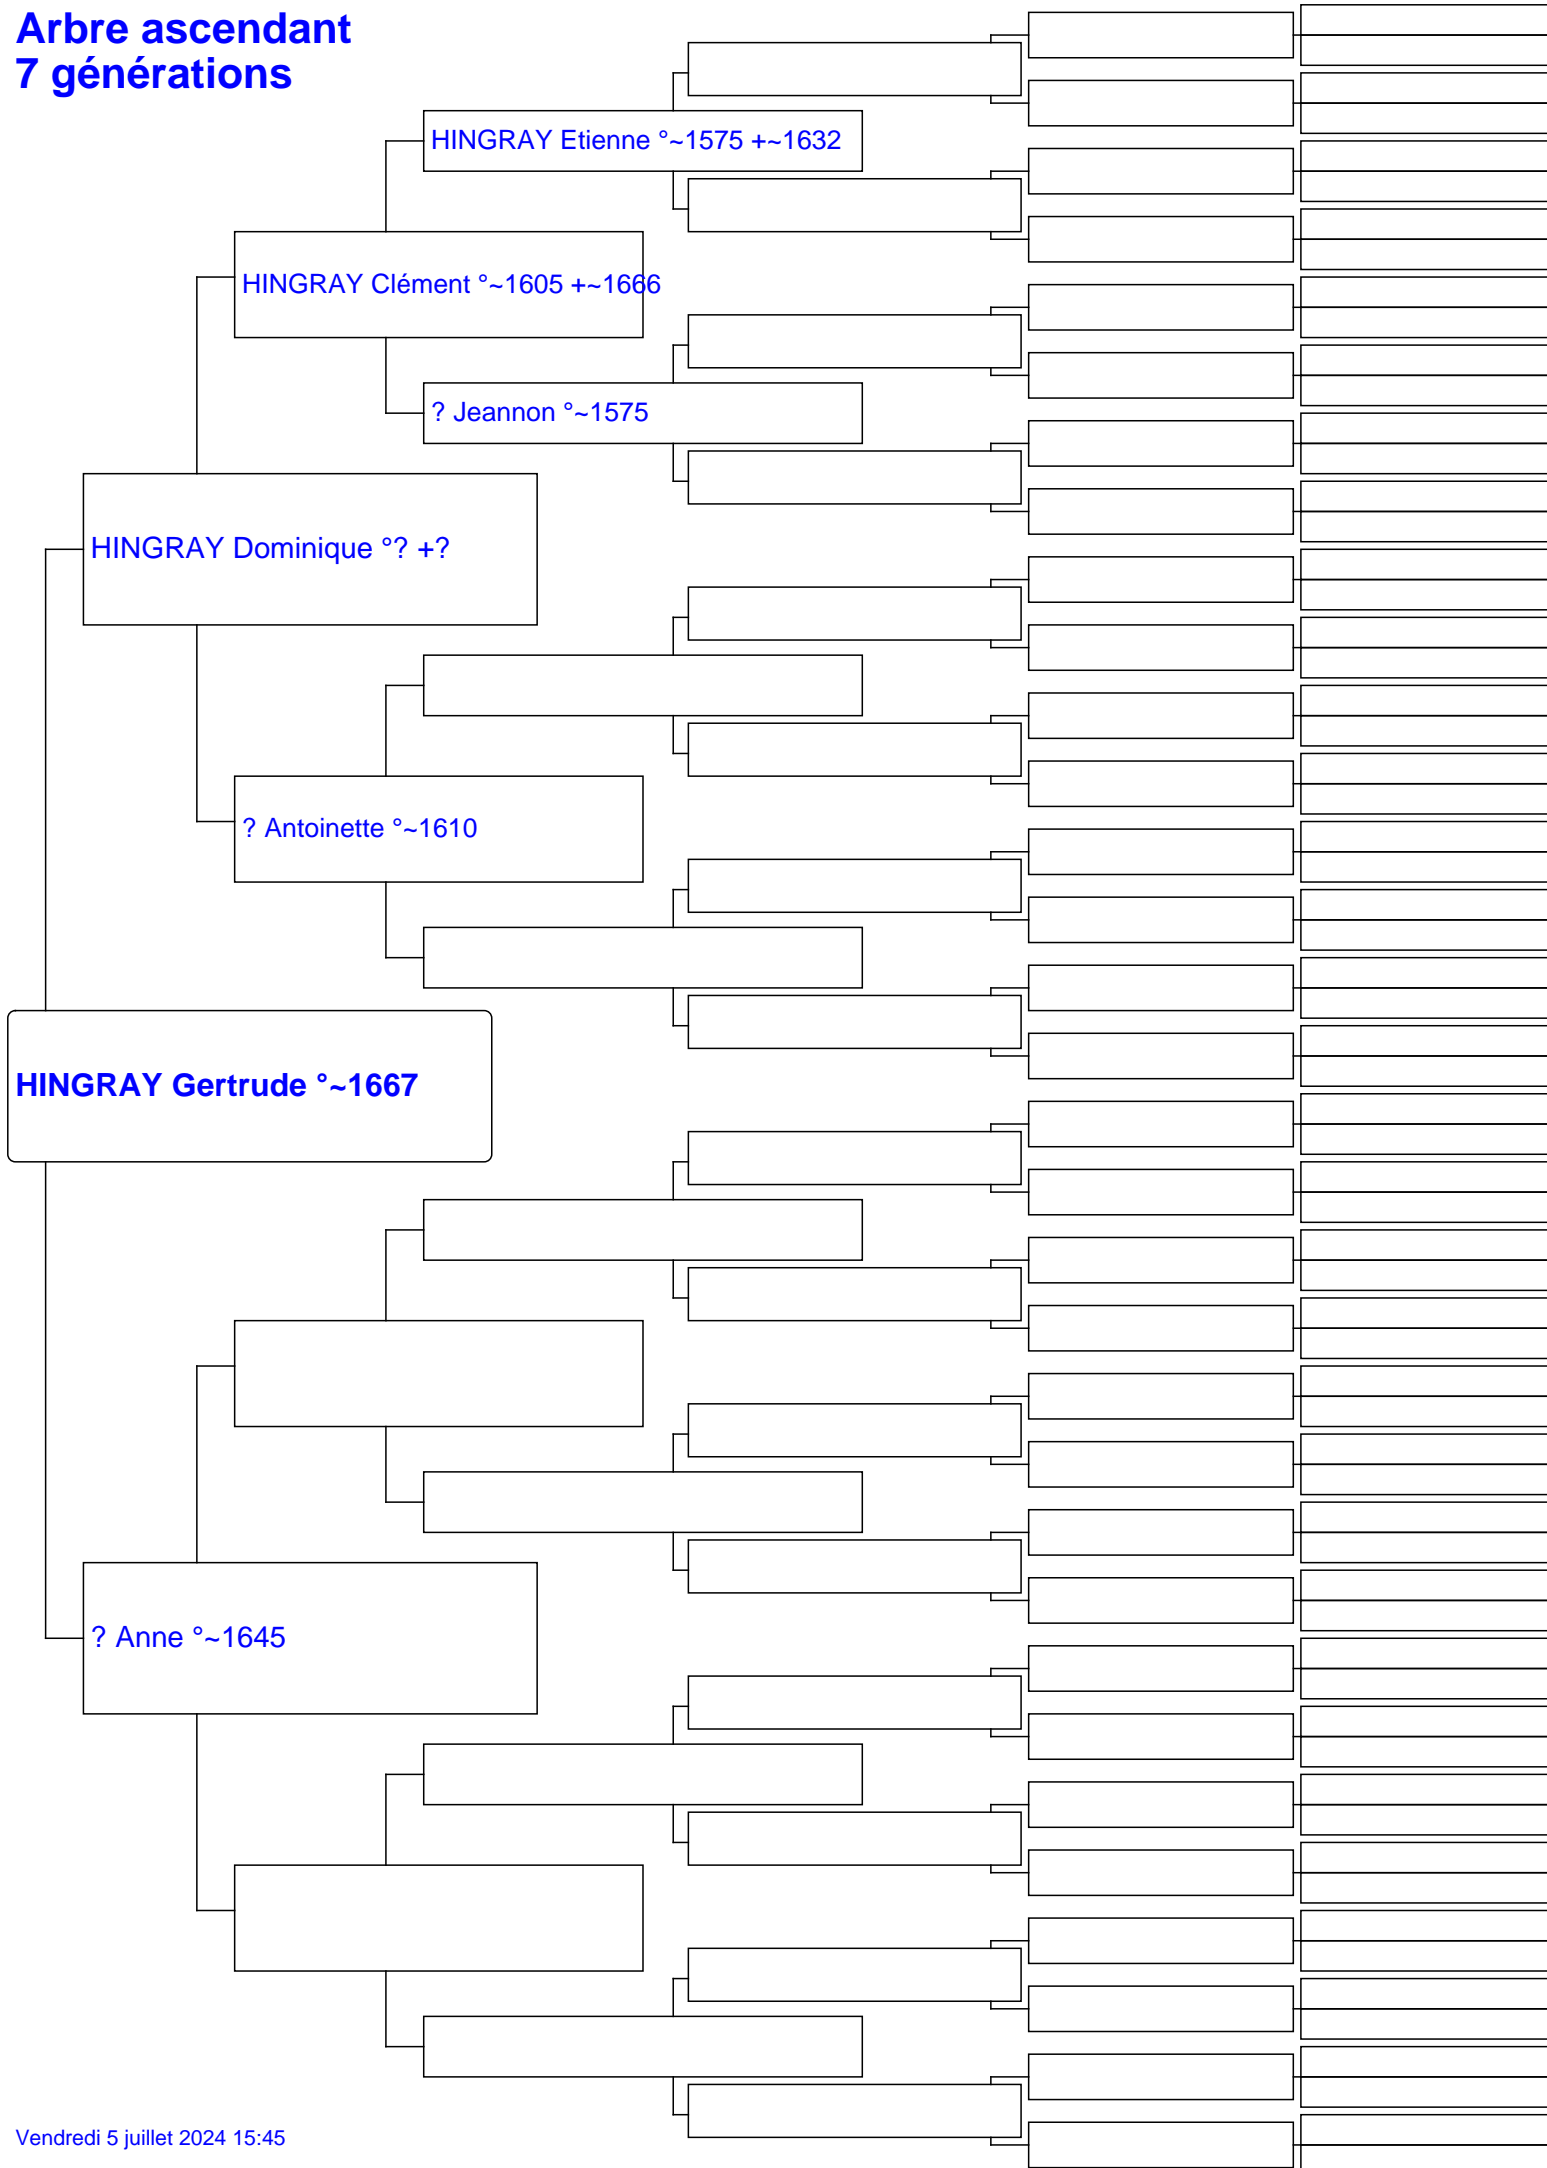 Arbre ascendant
7 générations
HINGRAY Etienne °~1575 +~1632
HINGRAY Clément °~1605 +~1666
? Jeannon °~1575
HINGRAY Dominique °? +?
? Antoinette °~1610
HINGRAY Gertrude °~1667
? Anne °~1645
Vendredi 5 juillet 2024 15:45